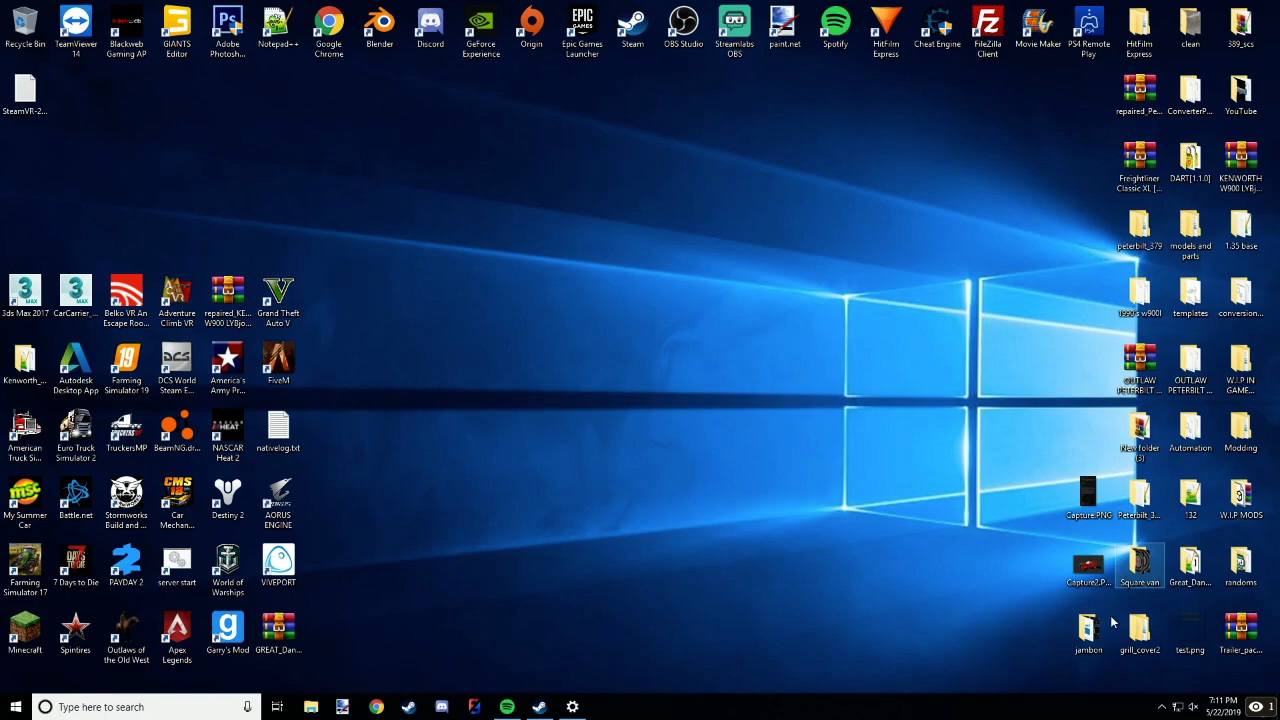 Recycle Bin
TeamViewer 14
Blackweb Gaming AP
GIANTS Editor
Adobe Photosh...
Notepad++
Google Chrome
Blender
Discord
GeForce Experience
Origin
Epic Games Launcher
Steam
OBS Studio
Streamlabs OBS
paint.net
Spotify
HitFilm Express
Cheat Engine
FileZilla Client
Movie Maker
PS4 Remote Play
HitFilm Express
clean
389_scs
SteamVR-2...
repaired_Pe...
ConverterP...
YouTube
Freightliner Classic XL [...
DART[1.1.0]
KENWORTH W900 LYBj...
peterbilt_379
models and parts
1.35 base
3ds Max 2017
CarCarrier_...
Belko VR An Escape Roo...
Adventure Climb VR
repaired_KE... W900 LYBjo...
Grand Theft Auto V
1990's w900l
templates
conversion...
Kenworth_...
Autodesk Desktop App
Farming Simulator 19
DCS World Steam E...
America's Army Pr...
FiveM
OUTLAW PETERBILT ...
OUTLAW PETERBILT ...
W.I.P IN GAME...
American Truck Si...
Euro Truck Simulator 2
TruckersMP
BeamNG.dr...
NASCAR Heat 2
nativelog.txt
New folder (3)
Automation
Modding
My Summer Car
Battle.net
Stormworks Build and ...
Car Mechan...
Destiny 2
AORUS ENGINE
Capture.PNG
Peterbilt_3...
132
W.I.P MODS
Farming Simulator 17
7 Days to Die
PAYDAY 2
server start
World of Warships
VIVEPORT
Capture2.P...
Square van
Great_Dan...
randoms
Minecraft
Spintires
Outlaws of the Old West
Apex Legends
Garry's Mod
GREAT_Dan...
jambon
grill_cover2
test.png
Trailer_pac...
Type here to search
7:11 PM
5/22/2019
1